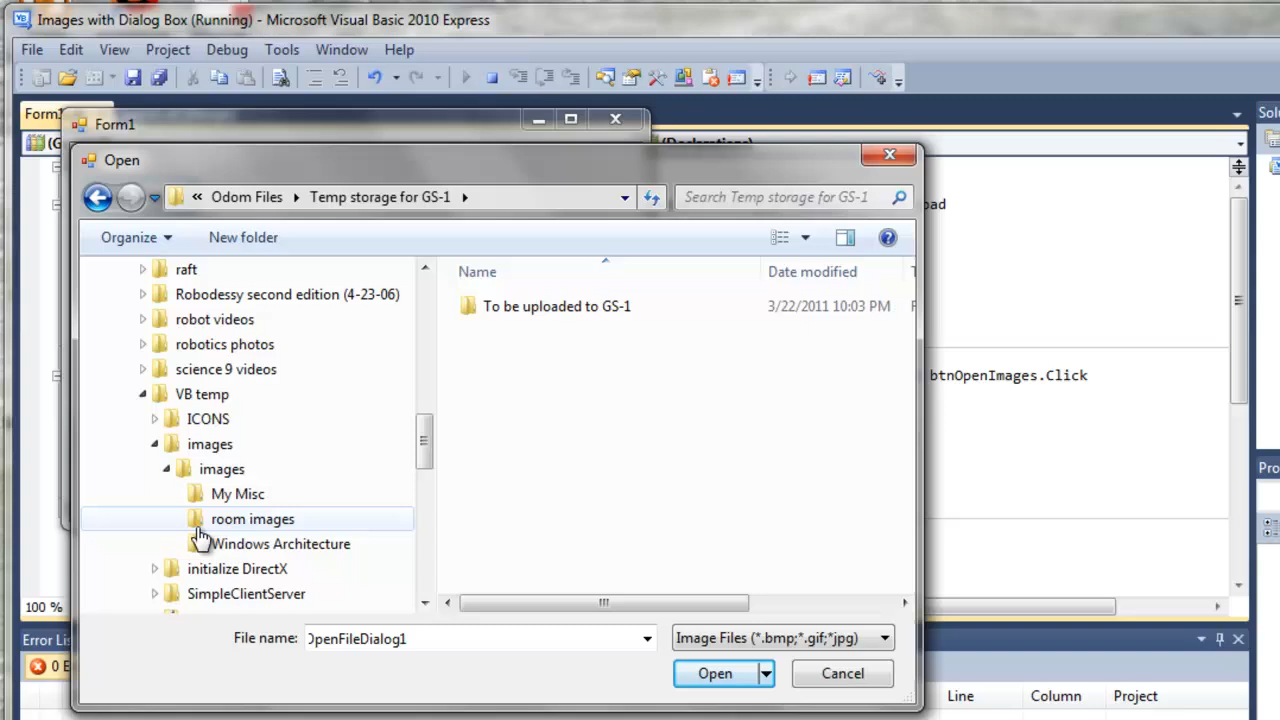 Images with Dialog Box (Running) - Microsoft Visual Basic 2010 Express
File Edit View Project Debug Tools Window Help
Form1
Form1
(Declarations)
Open
« Odom Files Temp storage for GS-1
Search Temp storage for GS-1
Organize New folder
raft
Robodessy second edition (4-23-06)
robot videos
robotics photos
science 9 videos
VB temp
ICONS
images
images
My Misc
room images
Windows Architecture
initialize DirectX
SimpleClientServer
Name Date modified
To be uploaded to GS-1 3/22/2011 10:03 PM
btnOpenImages.Click
100 %
File name: OpenFileDialog1
Image Files (*.bmp;*.gif;*jpg)
Open Cancel
0
Line Column Project